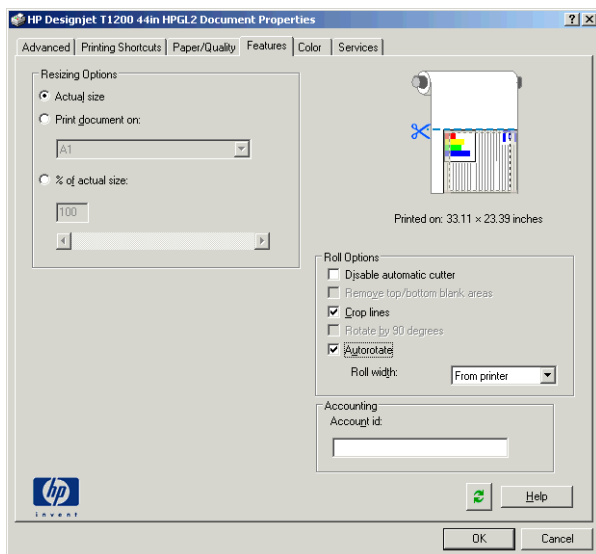 HP Designjet T1200 44in HPGL2 Document Properties
Advanced
Printing Shortcuts
Paper/Quality
Features
Color
Services
Resizing Options
Actual size
Print document on:
A1
% of actual size:
100
Printed on: 33.11 × 23.39 inches
Roll Options
Disable automatic cutter
Remove top/bottom blank areas
Crop lines
Rotate by 90 degrees
Autorotate
Roll width:
From printer
Accounting
Account id:
hp
invent
Help
OK
Cancel